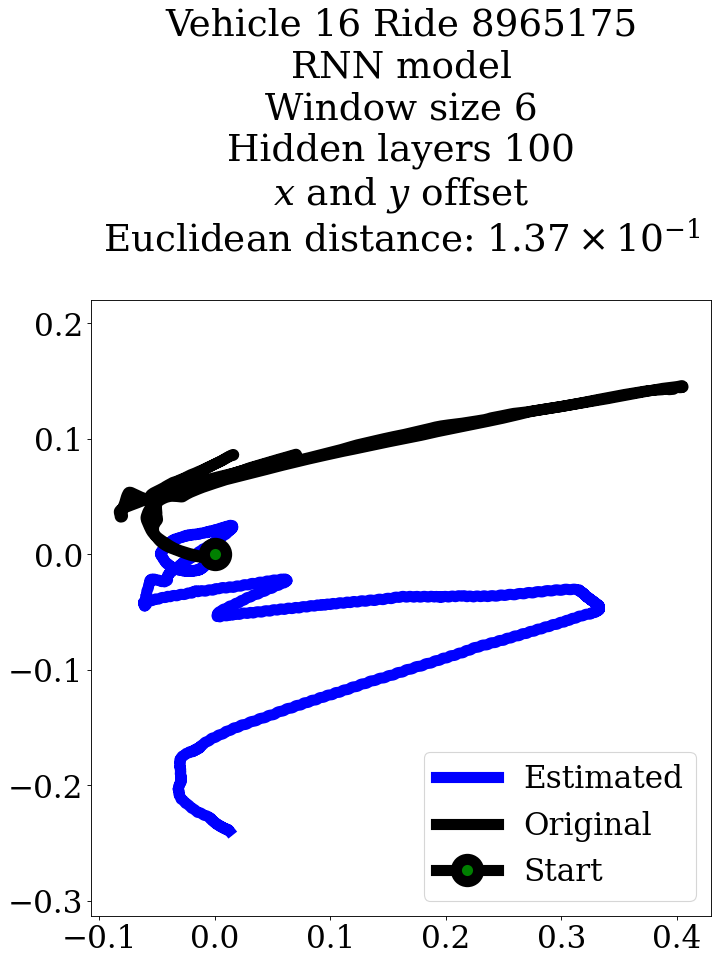 Vehicle 16 Ride 8965175
RNN model
Window size 6
Hidden layers 100
x and y offset
Euclidean distance: 1.37 × 10⁻¹
0.2
0.1
0.0
−0.1
−0.2
−0.3
Estimated
Original
Start
−0.1 0.0 0.1 0.2 0.3 0.4